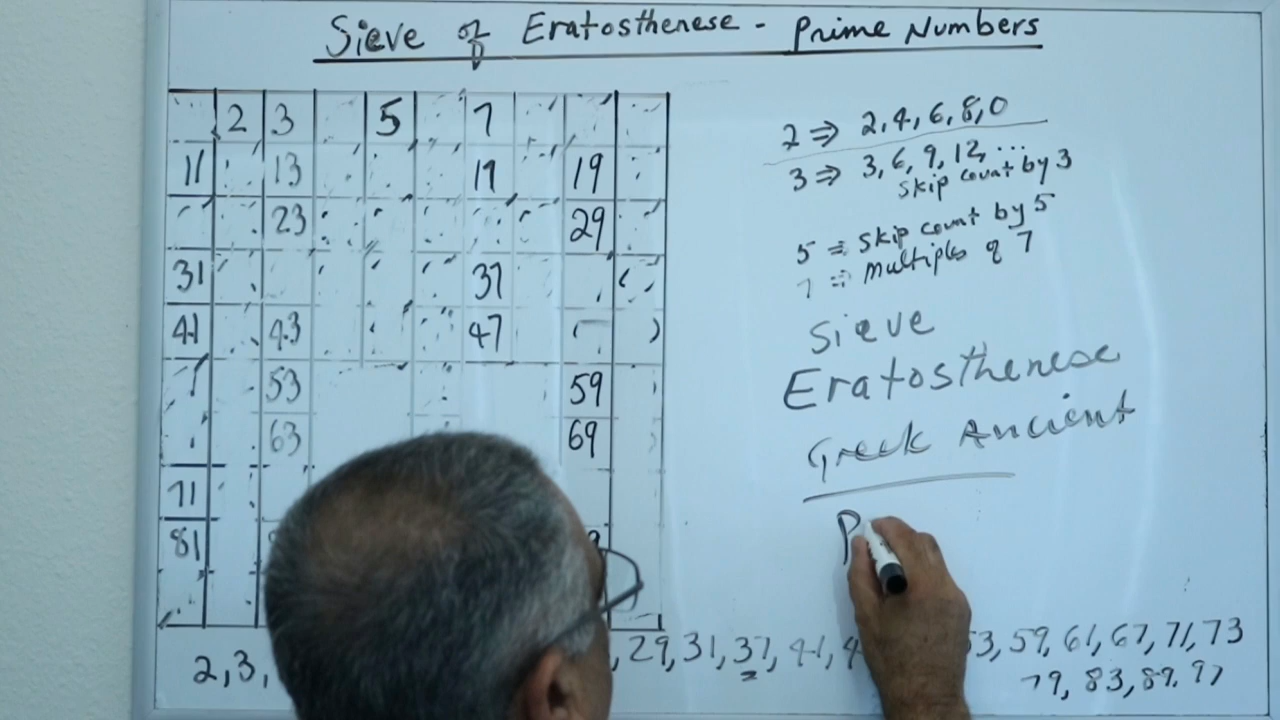 Sieve of Eratosthenese - Prime Numbers
2 3 5 7
11 13 17 19
23 29
31 37
41 43 47
53 59
63 69
71
81
2 ⇒ 2, 4, 6, 8, 0
3 ⇒ 3, 6, 9, 12, ...
skip count by 3
5 ⇒ skip count by 5
7 ⇒ multiples of 7
Sieve
Eratosthenese
Greek Ancient
P
2, 3, , 29, 31, 37, 41, 4 53, 59, 61, 67, 71, 73
79, 83, 89, 97